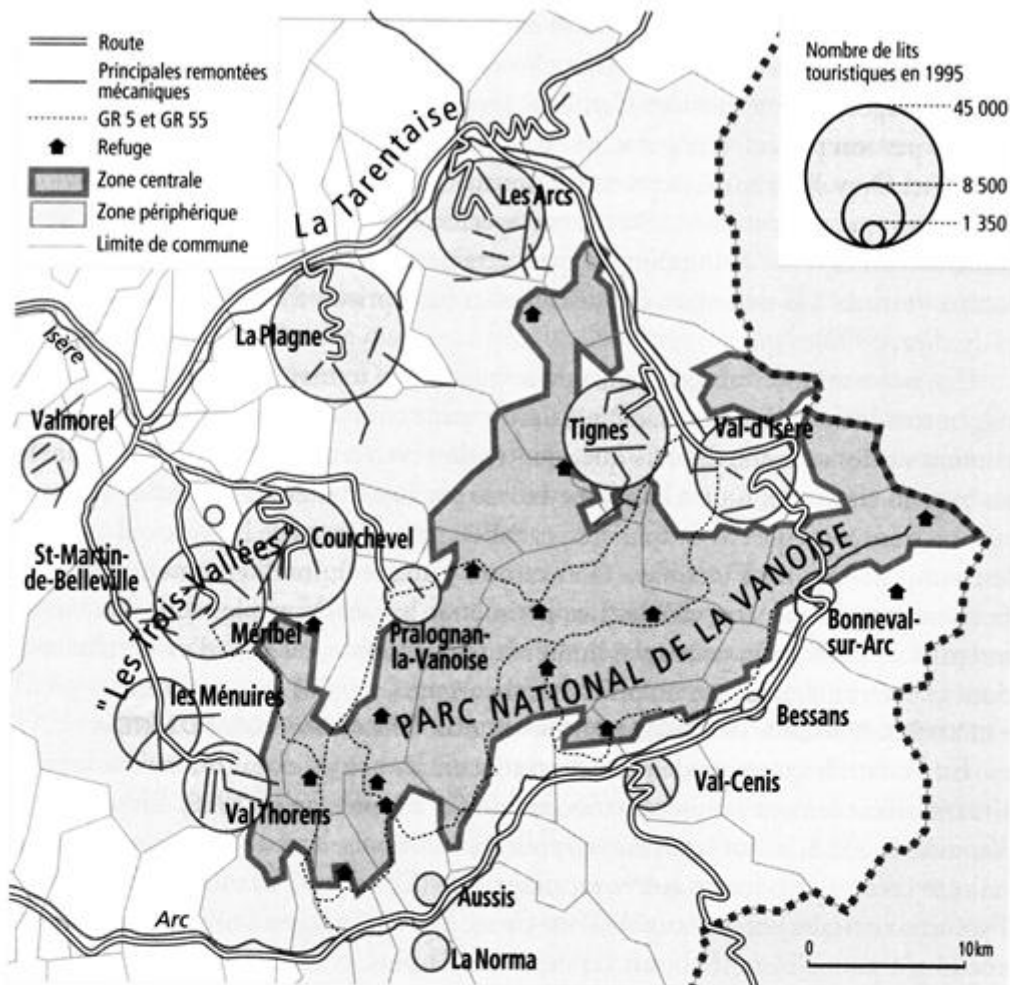 Route
Principales remontées
mécaniques
GR 5 et GR 55
Refuge
Zone centrale
Zone périphérique
Limite de commune
Nombre de lits
touristiques en 1995
45 000
8 500
1 350
La Tarentaise
Les Arcs
La Plagne
Isère
Valmorel
Tignes
Val-d'Isère
St-Martin-
de-Belleville
"Les Trois Vallées"
Courchevel
Méribel
Pralognan-
la-Vanoise
PARC NATIONAL DE LA VANOISE
Bonneval-
sur-Arc
les Ménuires
Bessans
Val Thorens
Val-Cenis
Aussis
Arc
La Norma
0 10km